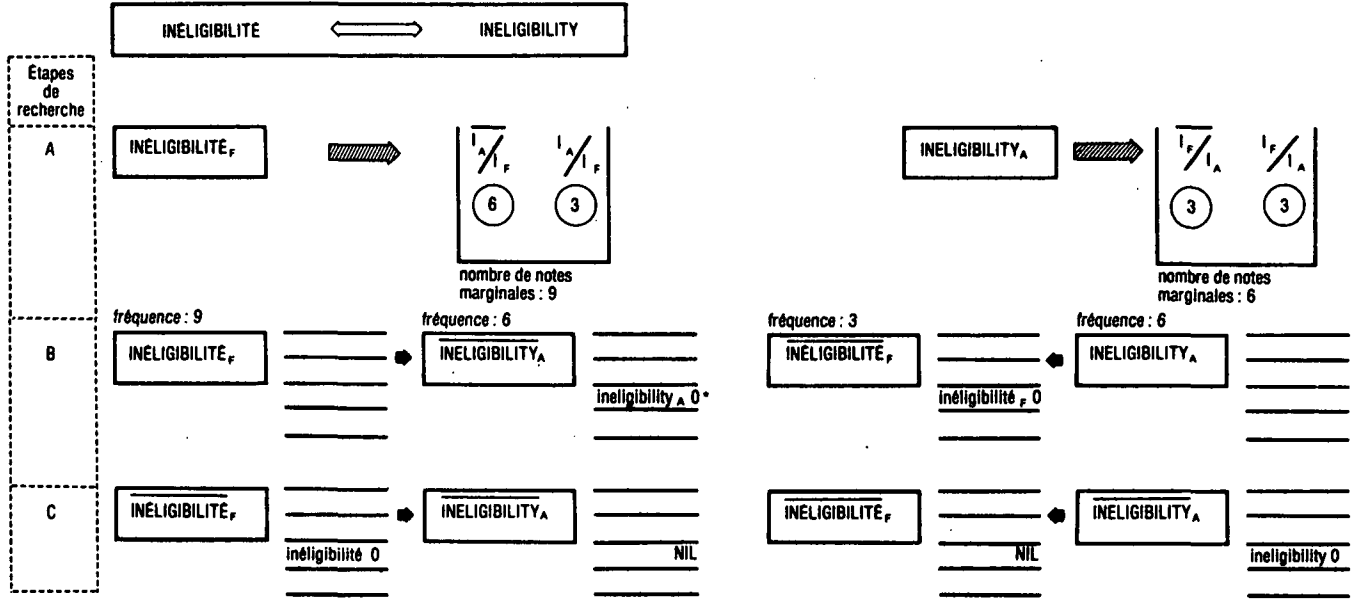 INÉLIGIBILITÉ INELIGIBILITY
Étapes
de
recherche
A
INÉLIGIBILITÉ F
I A / I F I A / I F
6 3
nombre de notes
marginales : 9
INELIGIBILITY A
I F / I A I F / I A
3 3
nombre de notes
marginales : 6
B
fréquence : 9
INÉLIGIBILITÉ F
fréquence : 6
INELIGIBILITY A
ineligibility A 0*
fréquence : 3
INÉLIGIBILITÉ F
inéligibilité F 0
fréquence : 6
INELIGIBILITY A
C
INÉLIGIBILITÉ F
inéligibilité 0
INELIGIBILITY A
NIL
INÉLIGIBILITÉ F
NIL
INELIGIBILITY A
ineligibility 0